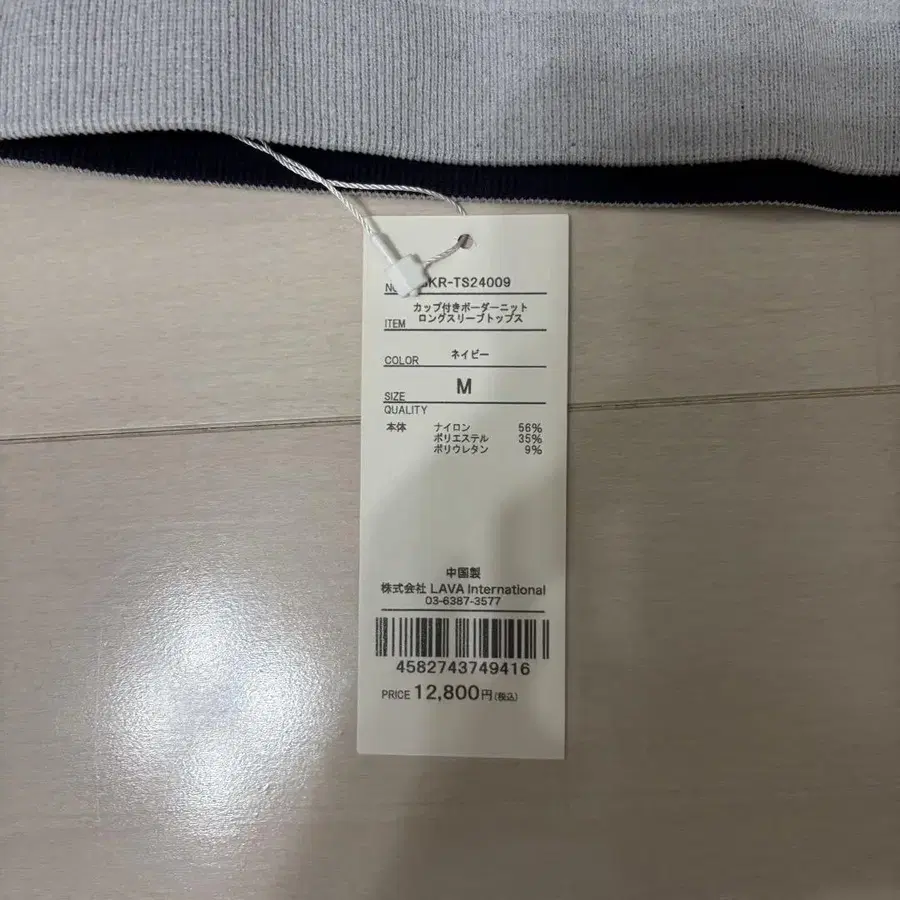 KR-TS24009
カップ付きボーダーニット
ITEM ロングスリーブトップス
COLOR ネイビー
SIZE M
QUALITY
本体 ナイロン 56%
ポリエステル 35%
ポリウレタン 9%
中国製
株式会社 LAVA International
03-6387-3577
4582743749416
PRICE 12,800円(税込)